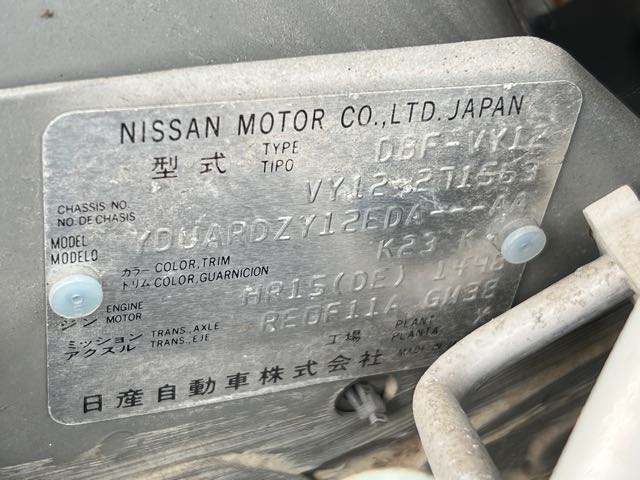 NISSAN MOTOR CO.,LTD. JAPAN
型式 TYPE TIPO DBF-VY12
CHASSIS NO. NO. DE CHASIS VY12-271563
MODEL MODELO YDUARDZY12EDA---AA
カラー COLOR, TRIM トリム COLOR, GUARNICION K23
ENGINE MOTOR HR15(DE)
ミッション TRANS., AXLE アクスル TRANS., EJE RE0F11A GW38
工場 PLANT PLANTA
日産自動車株式会社 MADE